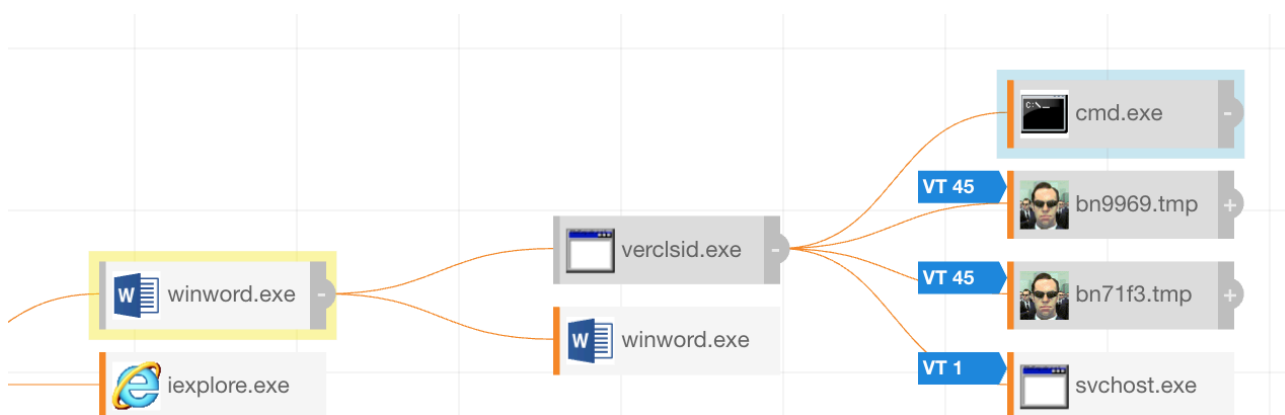 cmd.exe
VT 45
bn9969.tmp
verclsid.exe
VT 45
winword.exe
bn71f3.tmp
winword.exe
VT 1
iexplore.exe
svchost.exe